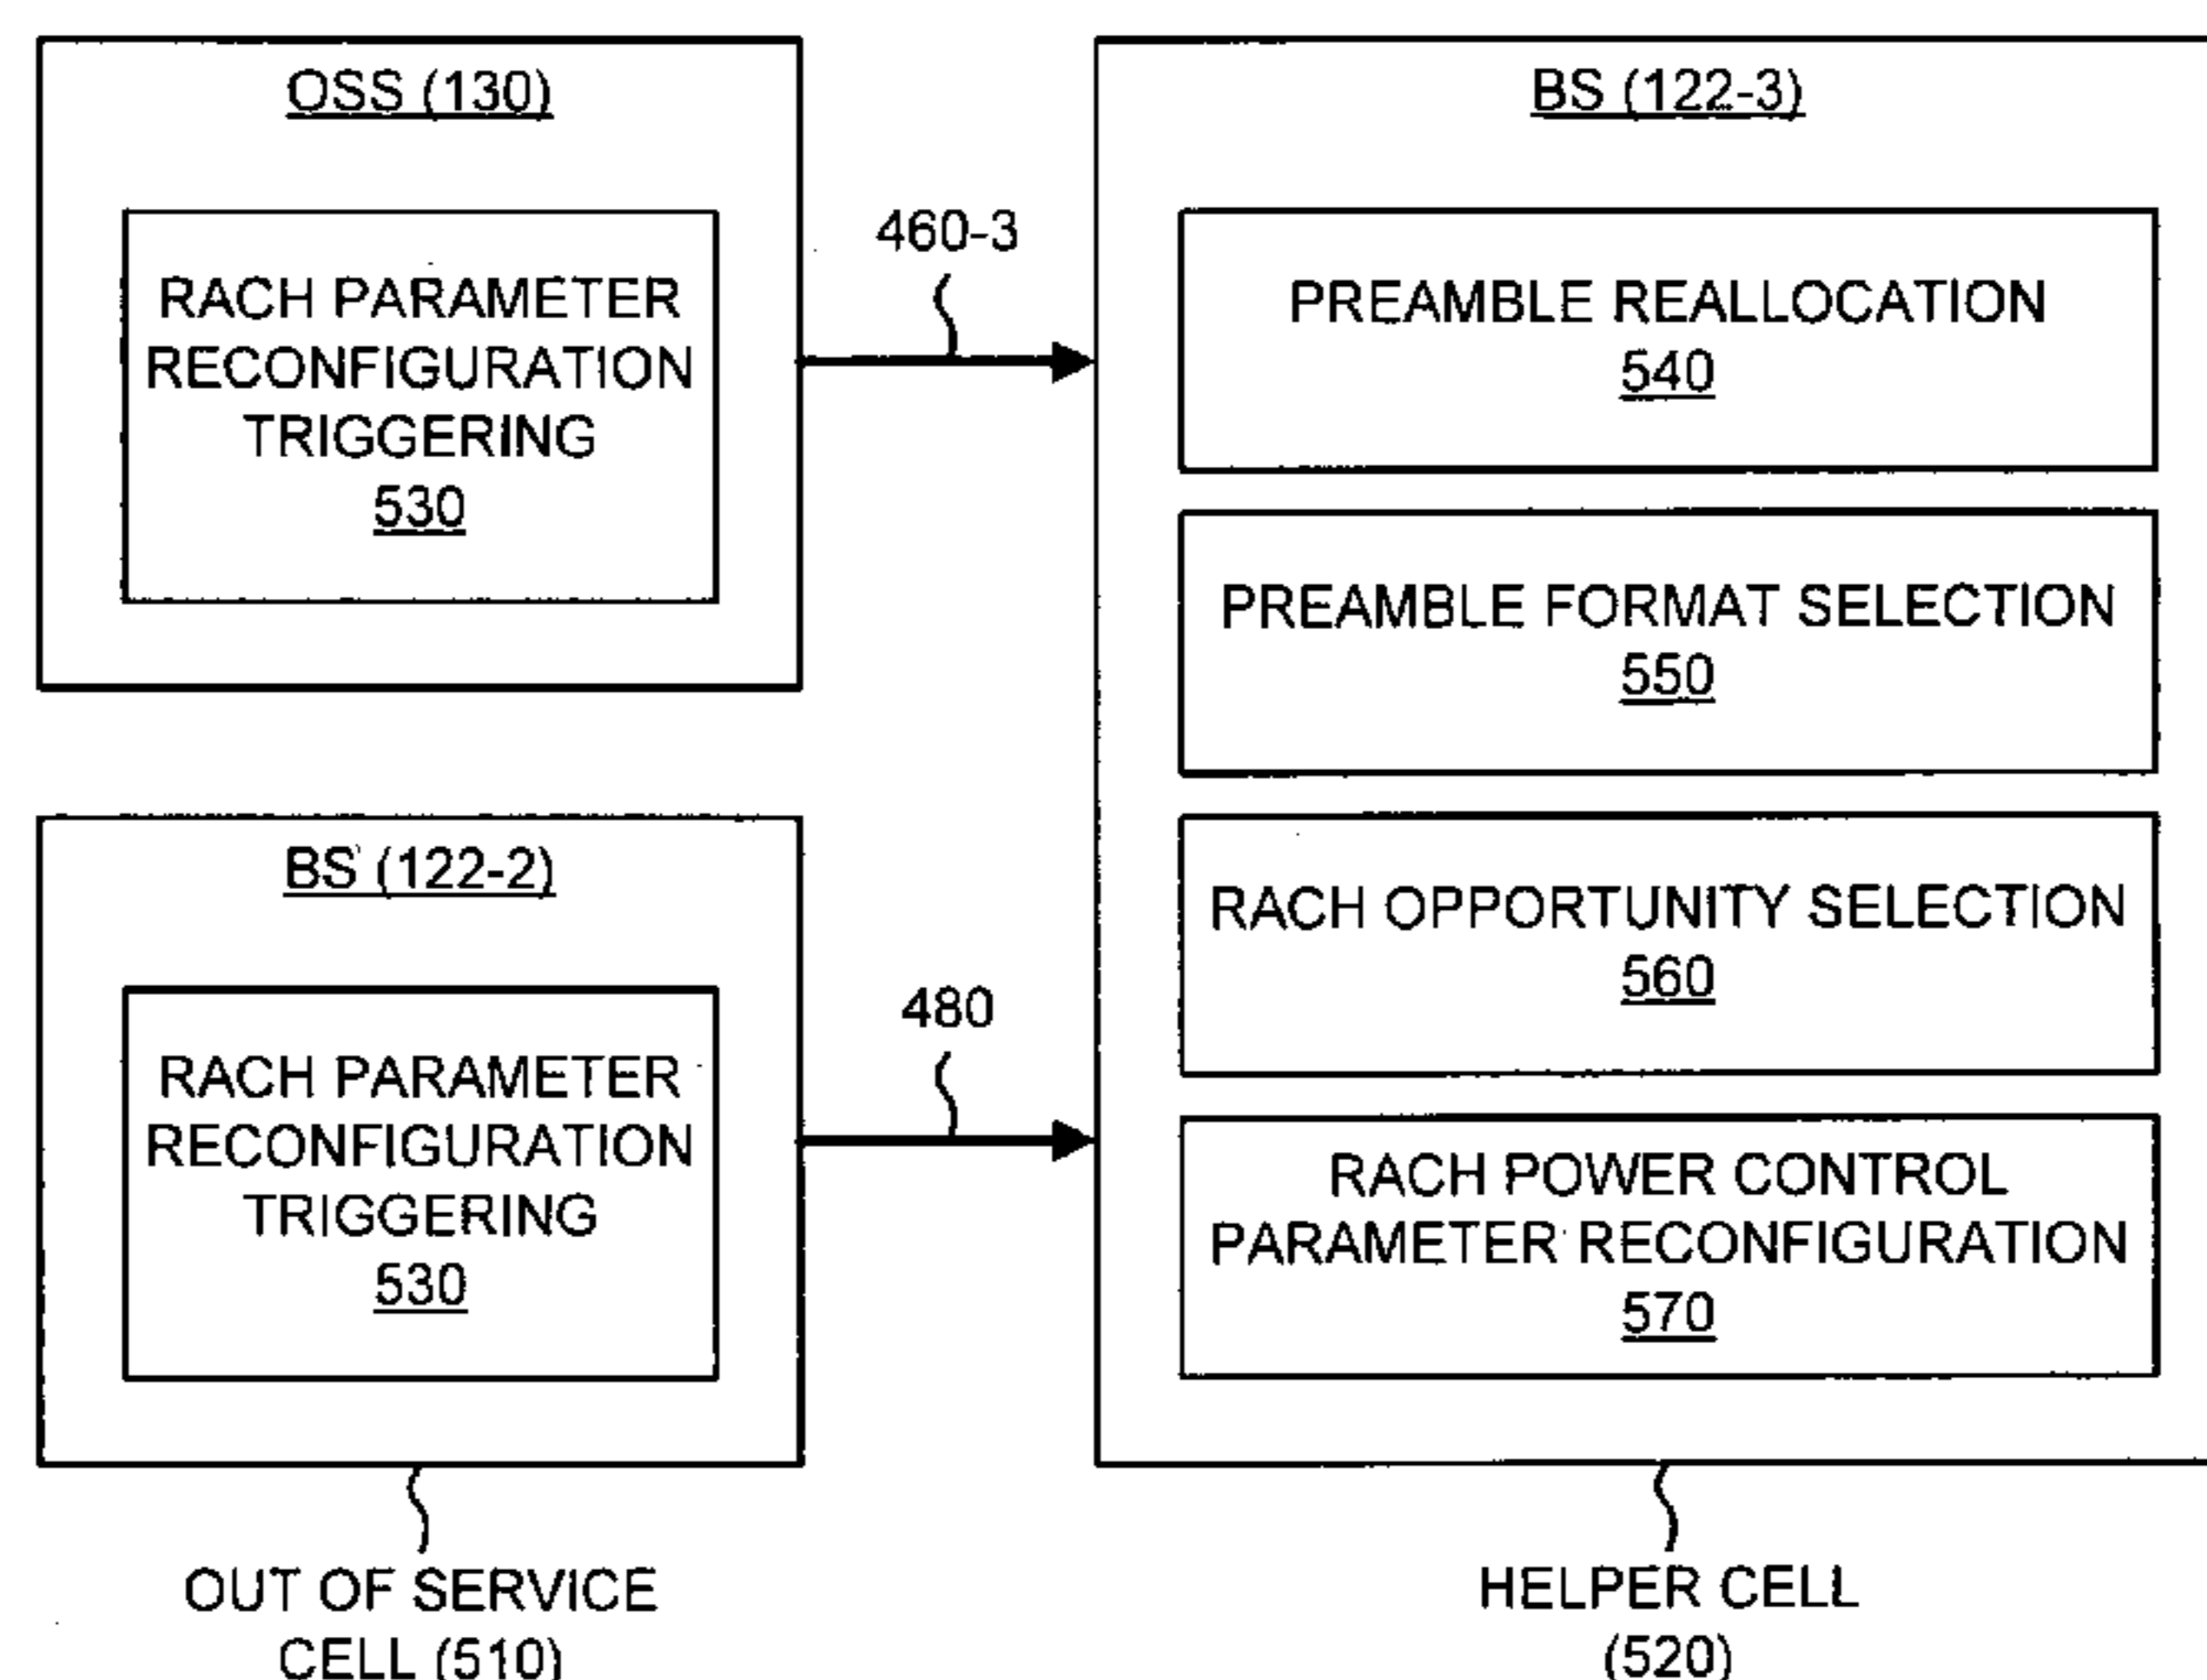 OSS (130)
RACH PARAMETER
RECONFIGURATION
TRIGGERING
530
460-3
BS (122-2)
RACH PARAMETER
RECONFIGURATION
TRIGGERING
530
480
OUT OF SERVICE
CELL (510)
BS (122-3)
PREAMBLE REALLOCATION
540
PREAMBLE FORMAT SELECTION
550
RACH OPPORTUNITY SELECTION
560
RACH POWER CONTROL
PARAMETER RECONFIGURATION
570
HELPER CELL
(520)